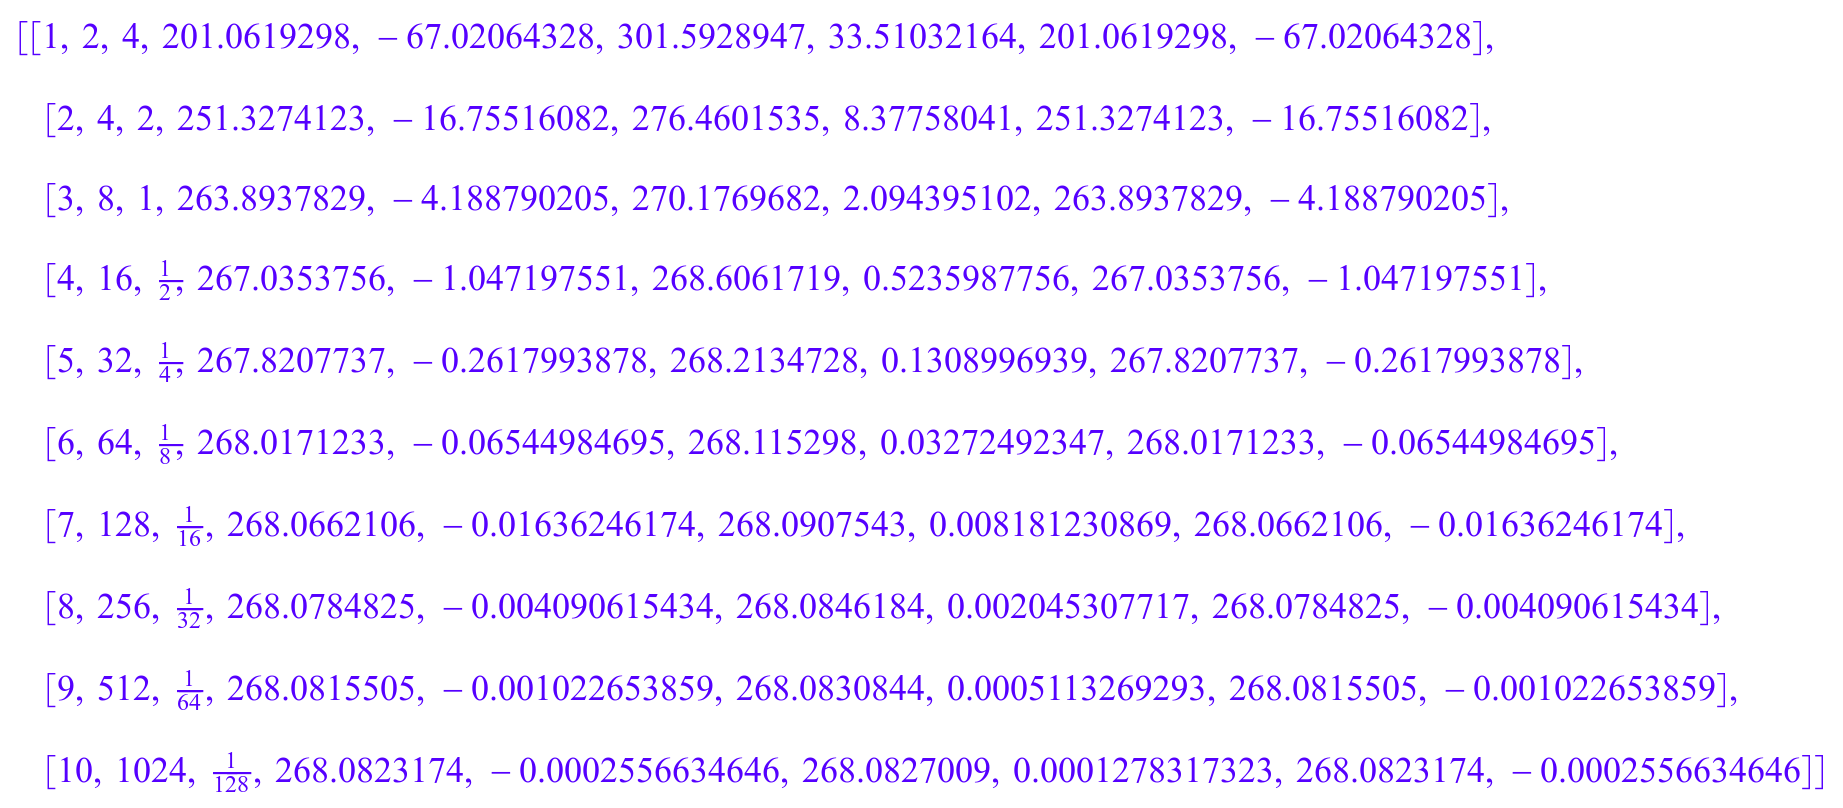 [[1, 2, 4, 201.0619298, −67.02064328, 301.5928947, 33.51032164, 201.0619298, −67.02064328],
[2, 4, 2, 251.3274123, −16.75516082, 276.4601535, 8.37758041, 251.3274123, −16.75516082],
[3, 8, 1, 263.8937829, −4.188790205, 270.1769682, 2.094395102, 263.8937829, −4.188790205],
[4, 16, 1/2, 267.0353756, −1.047197551, 268.6061719, 0.5235987756, 267.0353756, −1.047197551],
[5, 32, 1/4, 267.8207737, −0.2617993878, 268.2134728, 0.1308996939, 267.8207737, −0.2617993878],
[6, 64, 1/8, 268.0171233, −0.06544984695, 268.115298, 0.03272492347, 268.0171233, −0.06544984695],
[7, 128, 1/16, 268.0662106, −0.01636246174, 268.0907543, 0.008181230869, 268.0662106, −0.01636246174],
[8, 256, 1/32, 268.0784825, −0.004090615434, 268.0846184, 0.002045307717, 268.0784825, −0.004090615434],
[9, 512, 1/64, 268.0815505, −0.001022653859, 268.0830844, 0.0005113269293, 268.0815505, −0.001022653859],
[10, 1024, 1/128, 268.0823174, −0.0002556634646, 268.0827009, 0.0001278317323, 268.0823174, −0.0002556634646]]